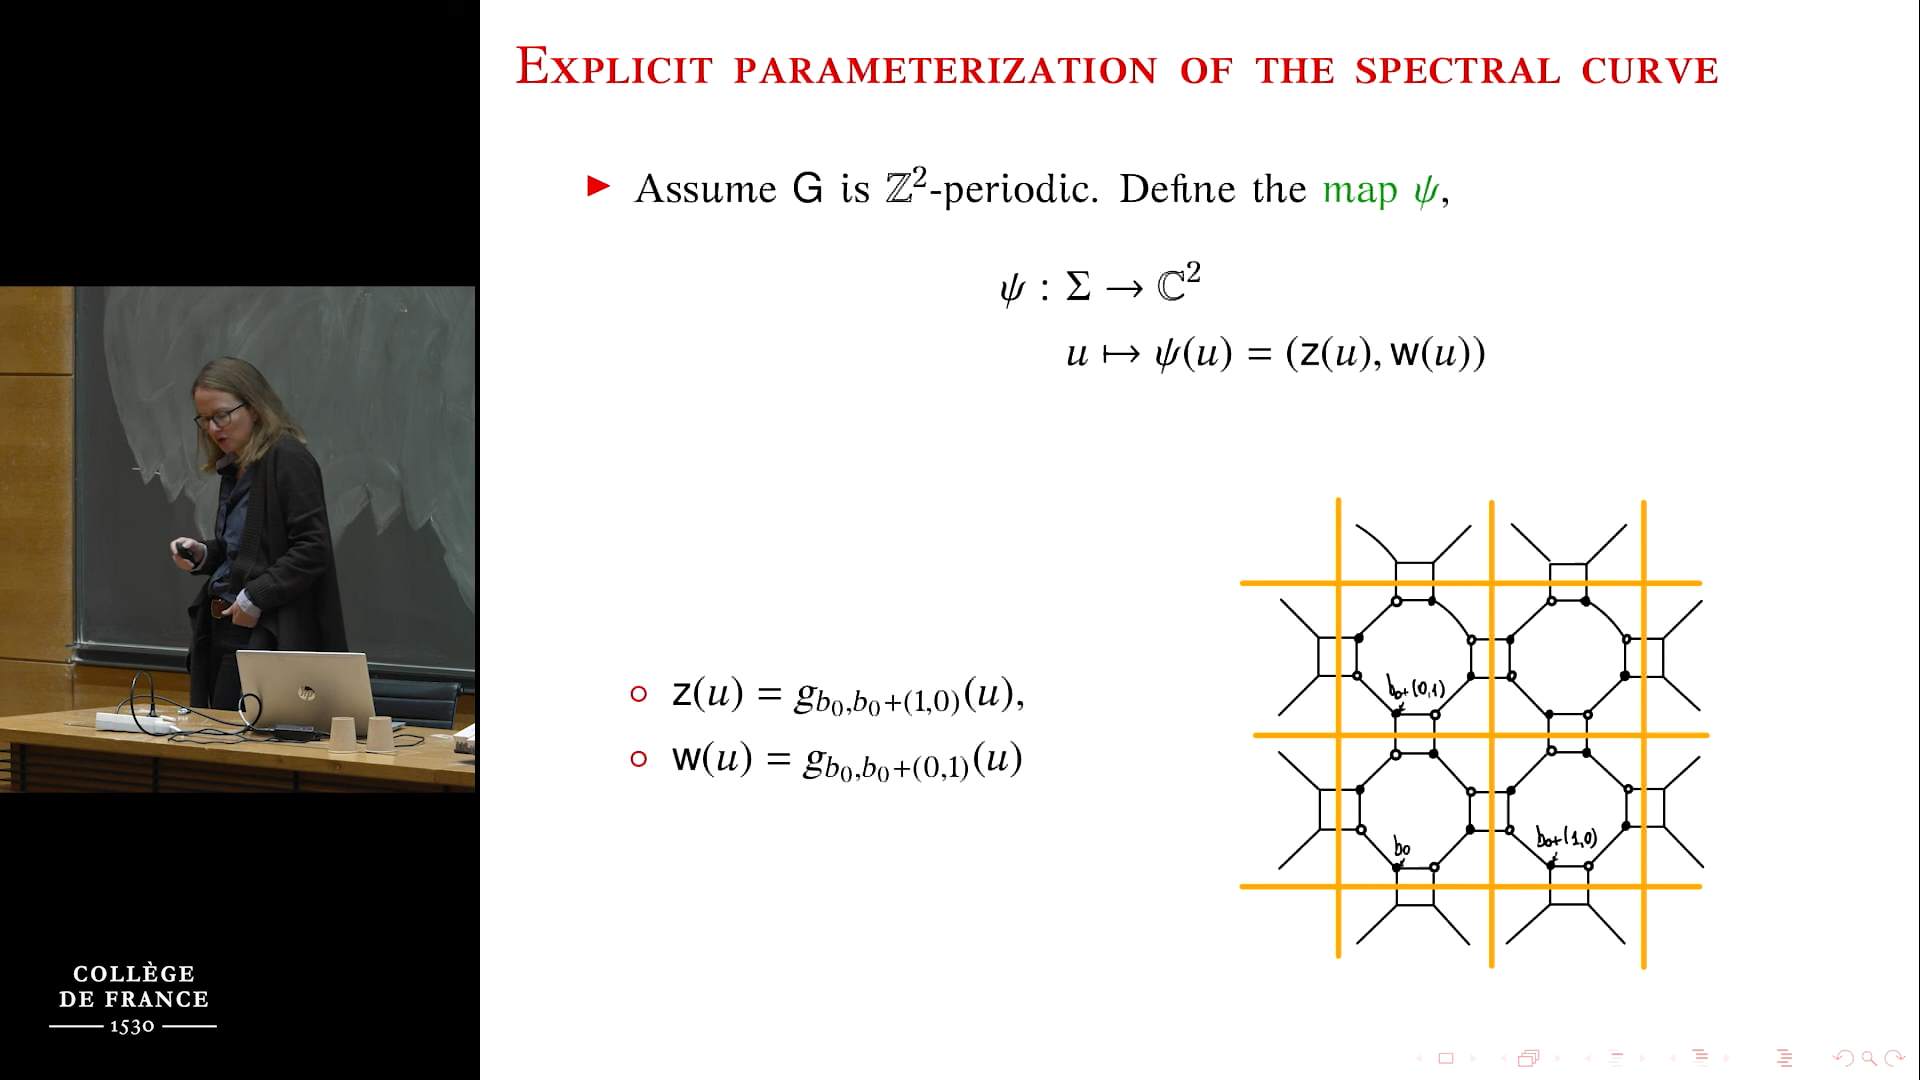 EXPLICIT PARAMETERIZATION OF THE SPECTRAL CURVE
▶ Assume G is ℤ²-periodic. Define the map ψ,
ψ : Σ → ℂ²
u ↦ ψ(u) = (z(u), w(u))
b₀+(0,1)
∘ z(u) = g_{b₀,b₀+(1,0)}(u),
∘ w(u) = g_{b₀,b₀+(0,1)}(u)
b₀
b₀+(1,0)
hp
COLLÈGE
DE FRANCE
1530